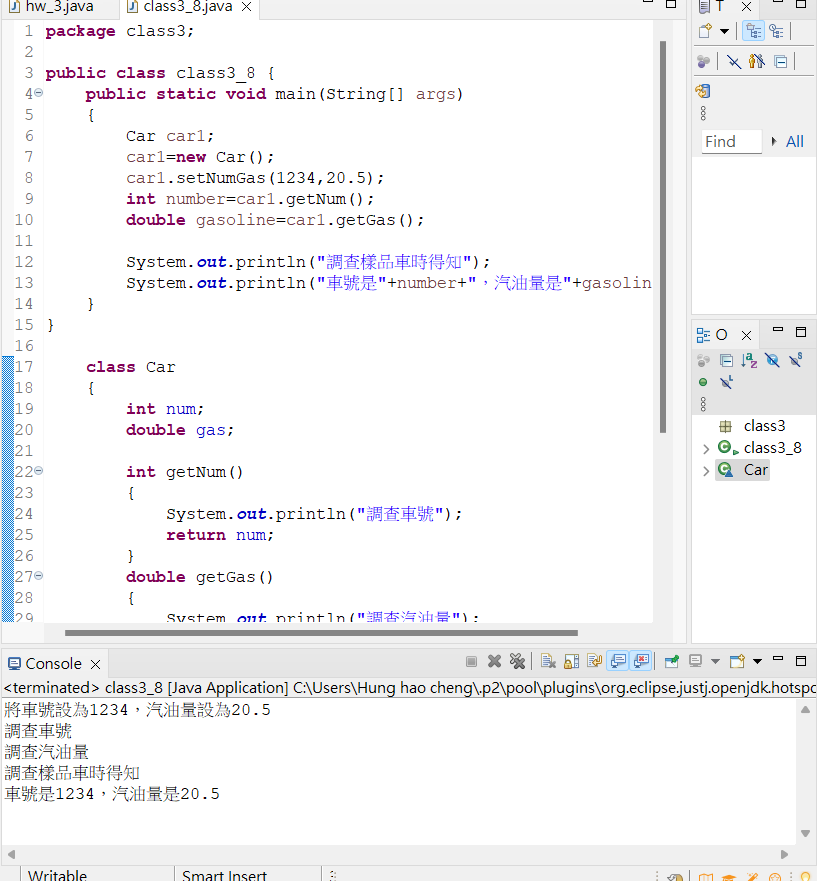 hw_3.java
class3_8.java
T
1 package class3;
2
3 public class class3_8 {
4     public static void main(String[] args)
5     {
6         Car car1;
7         car1=new Car();
8         car1.setNumGas(1234,20.5);
9         int number=car1.getNum();
10         double gasoline=car1.getGas();
11
12         System.out.println("調查樣品車時得知");
13         System.out.println("車號是"+number+"，汽油量是"+gasolin
14     }
15 }
16
17     class Car
18     {
19         int num;
20         double gas;
21
22         int getNum()
23         {
24             System.out.println("調查車號");
25             return num;
26         }
27         double getGas()
28         {
29             System.out.println("調查汽油量");
Find
All
O
class3
class3_8
Car
Console
<terminated> class3_8 [Java Application] C:\Users\Hung hao cheng\.p2\pool\plugins\org.eclipse.justj.openjdk.hotspo
將車號設為1234，汽油量設為20.5
調查車號
調查汽油量
調查樣品車時得知
車號是1234，汽油量是20.5
Writable
Smart Insert